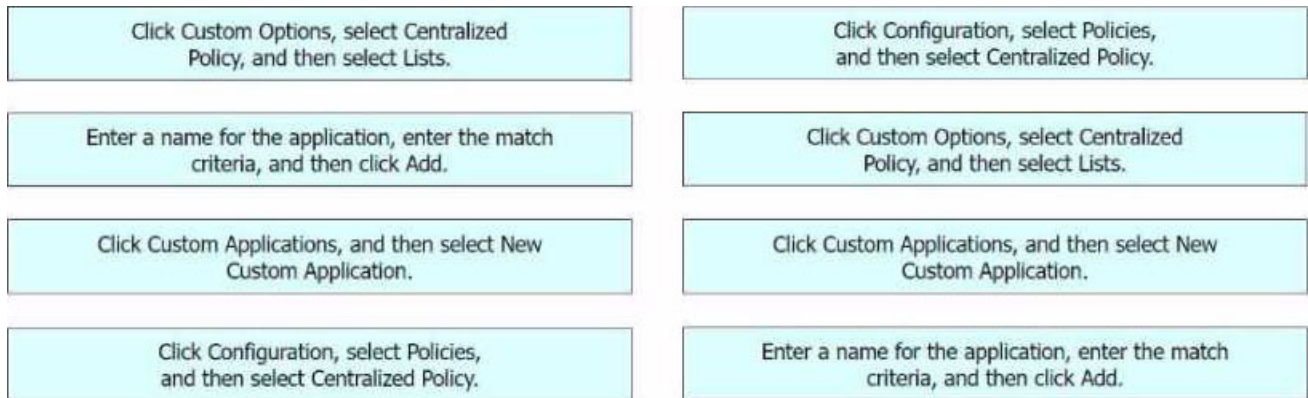 Click Custom Options, select Centralized
Policy, and then select Lists.
Enter a name for the application, enter the match
criteria, and then click Add.
Click Custom Applications, and then select New
Custom Application.
Click Configuration, select Policies,
and then select Centralized Policy.
Click Configuration, select Policies,
and then select Centralized Policy.
Click Custom Options, select Centralized
Policy, and then select Lists.
Click Custom Applications, and then select New
Custom Application.
Enter a name for the application, enter the match
criteria, and then click Add.